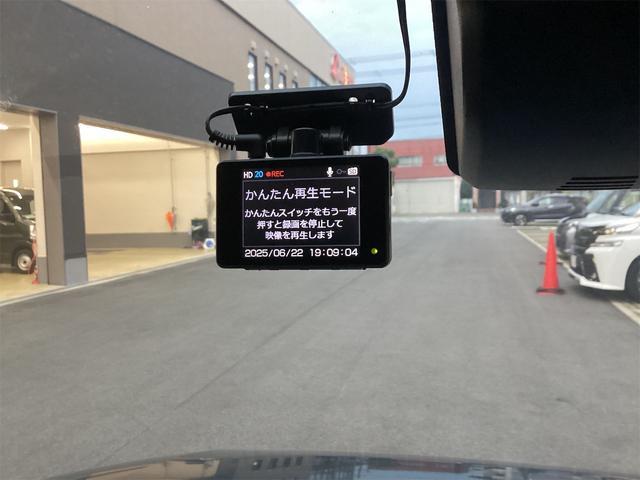 HD 20 ●REC SD
かんたん再生モード
かんたんスイッチをもう一度
押すと録画を停止して
映像を再生します
2025/06/22 19:09:04